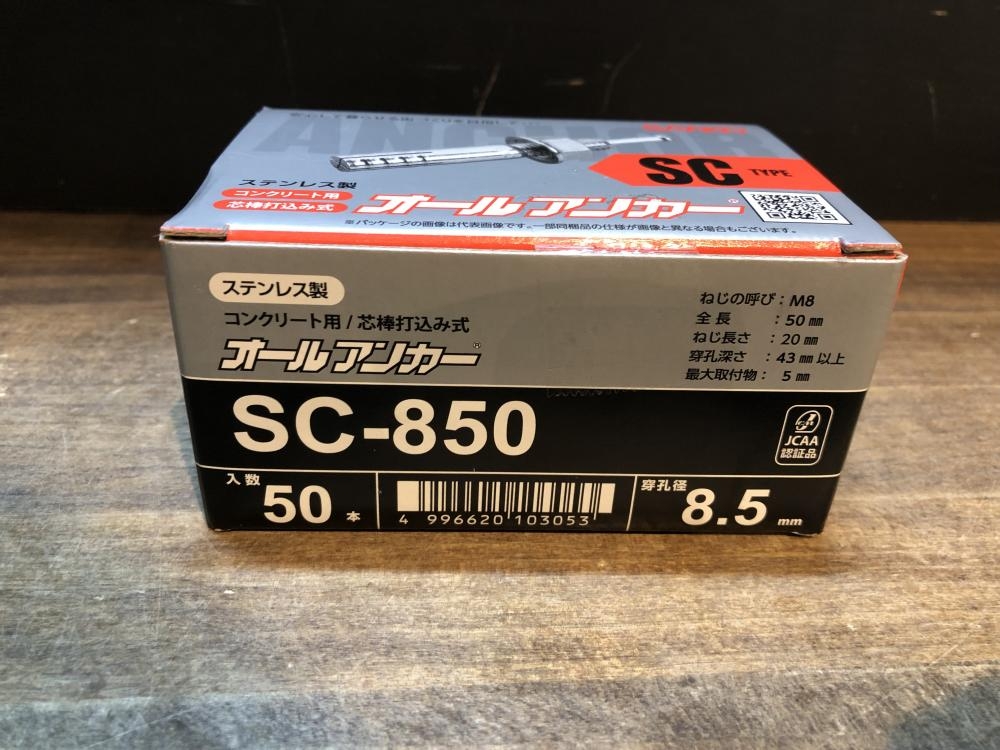 ANCHOR
SC TYPE
ステンレス製
コンクリート用
芯棒打込み式
オールアンカー®
※パッケージの画像は代表画像です。一部同梱品の仕様が画像と異なる場合もございます。
ステンレス製
コンクリート用/芯棒打込み式
オールアンカー®
ねじの呼び：M8
全長：50㎜
ねじ長さ：20㎜
穿孔深さ：43㎜以上
最大取付物：5㎜
SC-850
JCAA
認証品
入数
50本
4 996620 103053
穿孔径
8.5mm